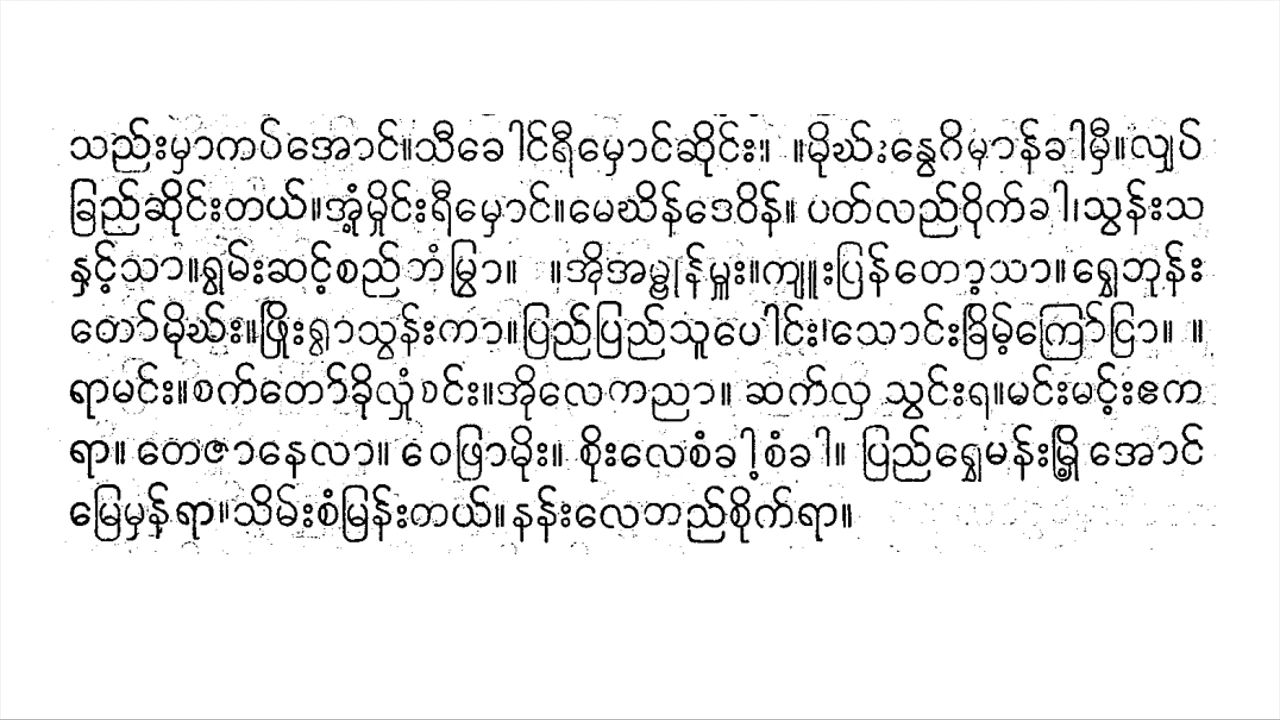 သည်းမှာကပ်အောင်။သီခေါင်ရီမှောင်ဆိုင်း။ ။မိုဃ်းနွေဂိမှာန်ခါမှီ။လျှပ်
ခြည်ဆိုင်းတယ်။အုံ့မှိုင်းရီမှောင်။မေဃိန်ဒေဝိန်။ ပတ်လည်ဝိုက်ခါ၊သွန်းသ
နှင့်သာ။ရွှမ်းဆင့်စည်ဘံမြွာ။ ။အိုအမ္ဗုန်မှူး။ကျူးပြန်တော့သာ။ရွှေဘုန်း
တော်မိုဃ်း။ဖြိုးရွာသွန်းကာ။ပြည်ပြည်သူပေါင်း၊သောင်းခြိမ့်ကြော်ငြာ။ ။
ရာမင်း။စက်တော်ခိုလှုံဝင်း။အိုလေကညာ။ ဆက်လှ သွင်းရ။မင်းမင့်းဧက
ရာ။ တေဇာနေလာ။ ဝေဖြာမိုး။ စိုးလေစံခါ့စံခါ။ ပြည်ရွှေမန်းမြို့အောင်
မြေမှန်ရာ။သိမ်းစံမြန်းတယ်။နန်းလေဘည်စိုက်ရာ။